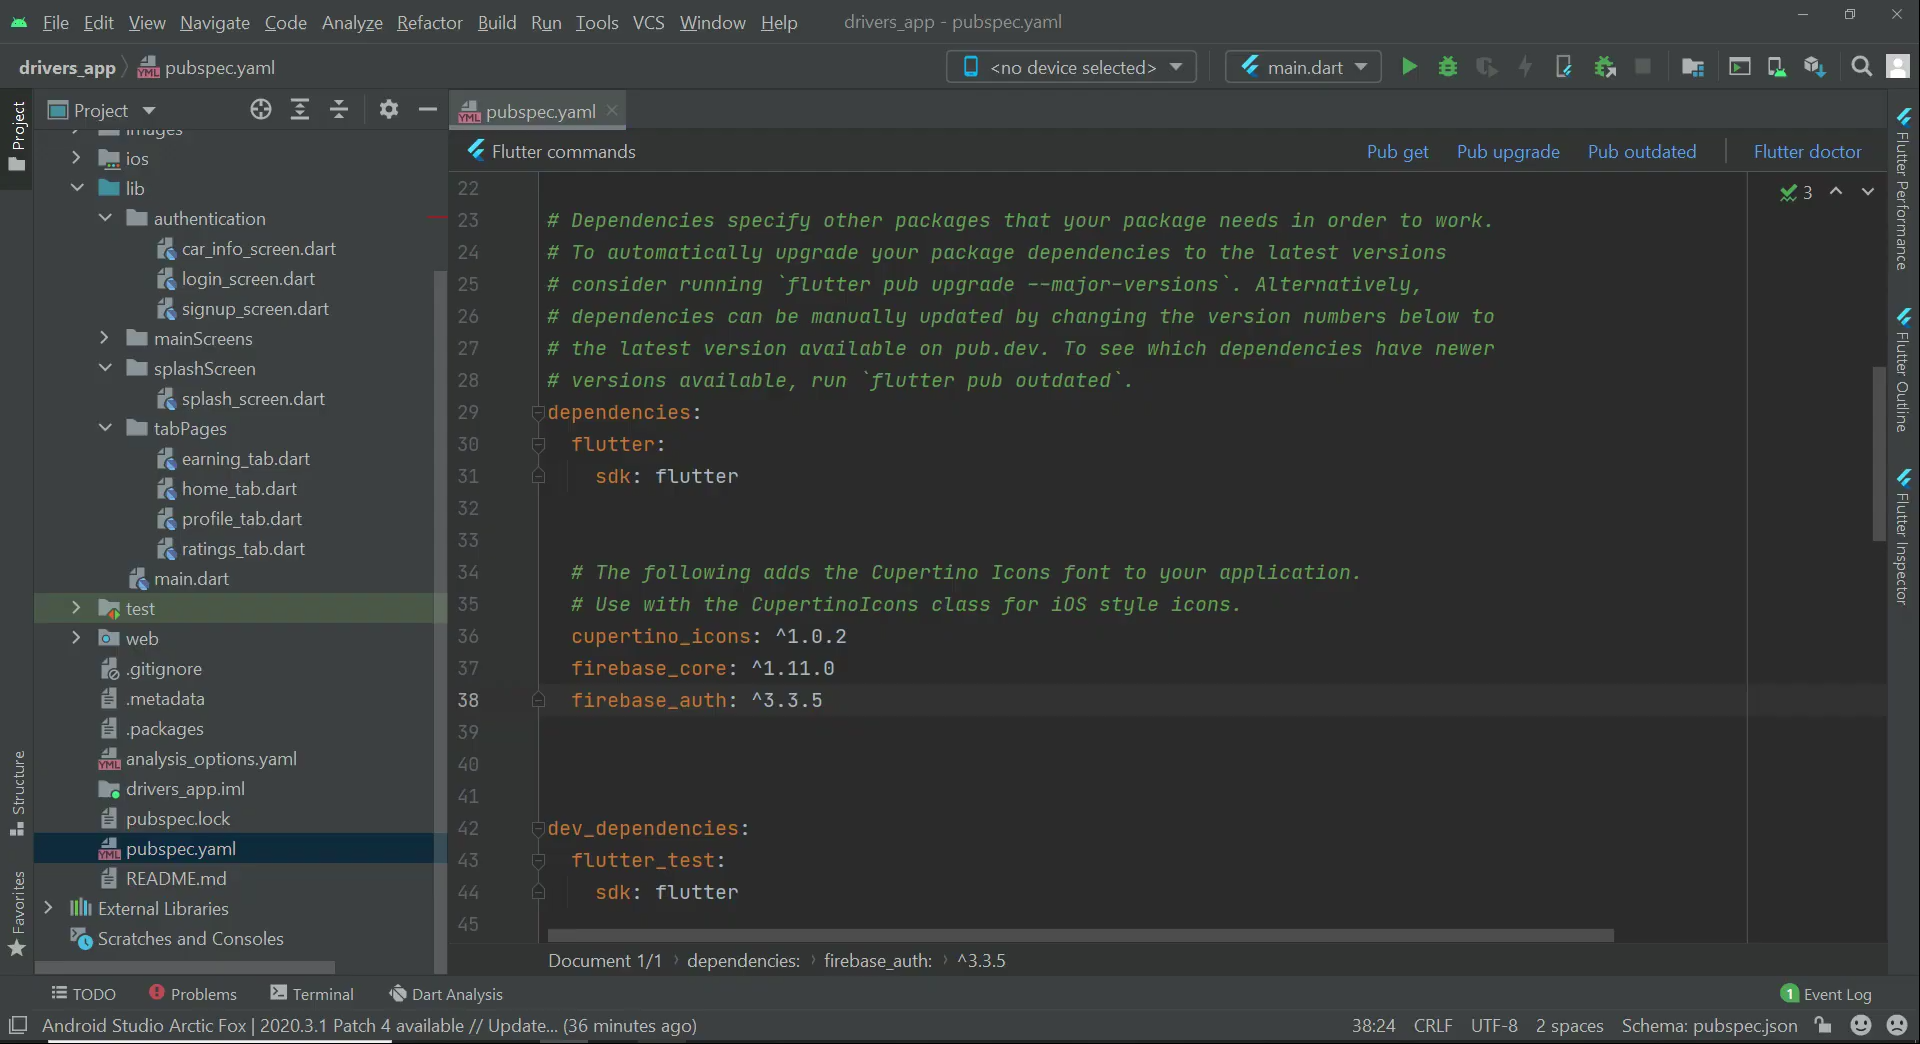 File Edit View Navigate Code Analyze Refactor Build Run Tools VCS Window Help drivers_app - pubspec.yaml
drivers_app pubspec.yaml <no device selected> main.dart
Project
pubspec.yaml
Flutter commands Pub get Pub upgrade Pub outdated Flutter doctor
Project
images
ios
lib
authentication
car_info_screen.dart
login_screen.dart
signup_screen.dart
mainScreens
splashScreen
splash_screen.dart
tabPages
earning_tab.dart
home_tab.dart
profile_tab.dart
ratings_tab.dart
main.dart
test
web
.gitignore
.metadata
.packages
analysis_options.yaml
drivers_app.iml
pubspec.lock
pubspec.yaml
README.md
External Libraries
Scratches and Consoles
Structure
Favorites
22
23 # Dependencies specify other packages that your package needs in order to work.
24 # To automatically upgrade your package dependencies to the latest versions
25 # consider running `flutter pub upgrade --major-versions`. Alternatively,
26 # dependencies can be manually updated by changing the version numbers below to
27 # the latest version available on pub.dev. To see which dependencies have newer
28 # versions available, run `flutter pub outdated`.
29 dependencies:
30 flutter:
31 sdk: flutter
32
33
34 # The following adds the Cupertino Icons font to your application.
35 # Use with the CupertinoIcons class for iOS style icons.
36 cupertino_icons: ^1.0.2
37 firebase_core: ^1.11.0
38 firebase_auth: ^3.3.5
39
40
41
42 dev_dependencies:
43 flutter_test:
44 sdk: flutter
45
3
Flutter Performance
Flutter Outline
Flutter Inspector
Document 1/1 dependencies: firebase_auth: ^3.3.5
TODO Problems Terminal Dart Analysis 1 Event Log
Android Studio Arctic Fox | 2020.3.1 Patch 4 available // Update... (36 minutes ago) 38:24 CRLF UTF-8 2 spaces Schema: pubspec.json